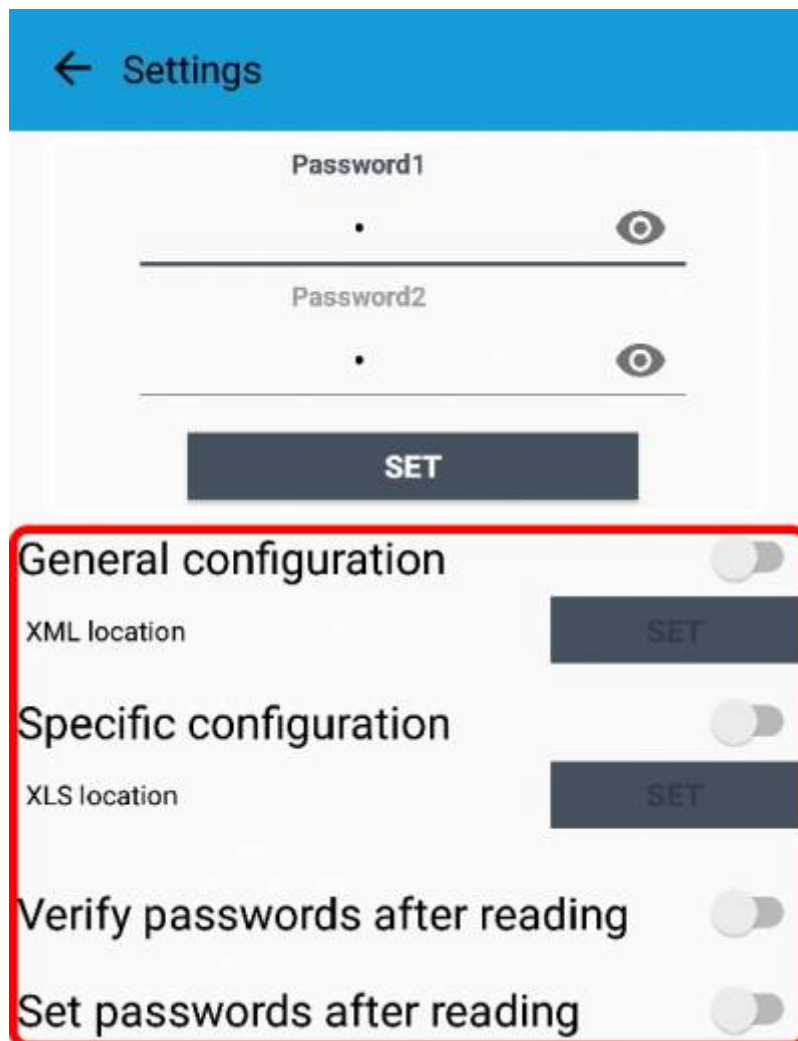 Settings
Password1
•
Password2
•
SET
General configuration
XML location
SET
Specific configuration
XLS location
SET
Verify passwords after reading
Set passwords after reading